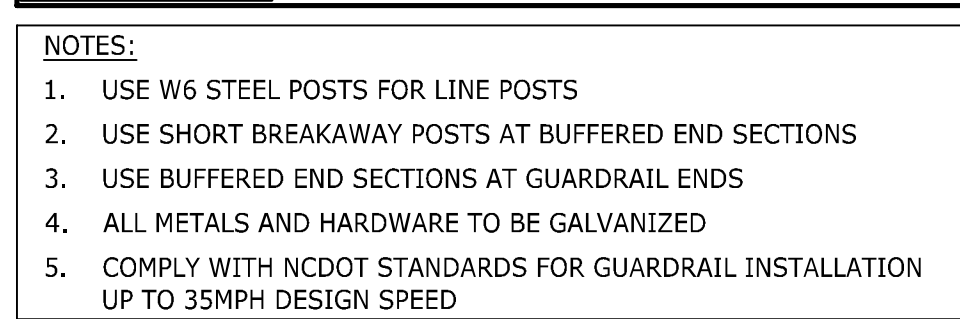 NOTES:
1. USE W6 STEEL POSTS FOR LINE POSTS
2. USE SHORT BREAKAWAY POSTS AT BUFFERED END SECTIONS
3. USE BUFFERED END SECTIONS AT GUARDRAIL ENDS
4. ALL METALS AND HARDWARE TO BE GALVANIZED
5. COMPLY WITH NCDOT STANDARDS FOR GUARDRAIL INSTALLATION
UP TO 35MPH DESIGN SPEED